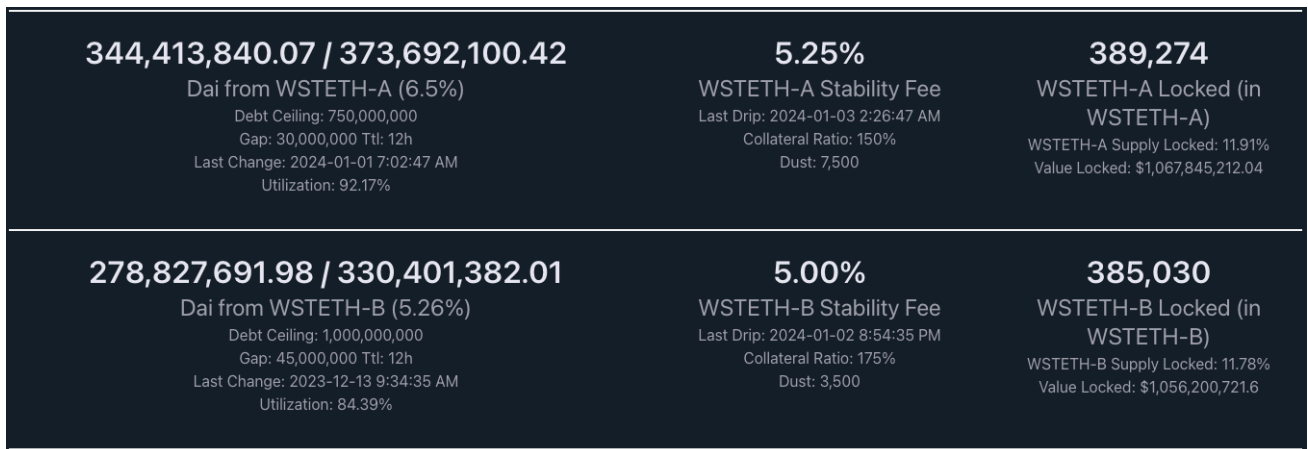 344,413,840.07 / 373,692,100.42
Dai from WSTETH-A (6.5%)
Debt Ceiling: 750,000,000
Gap: 30,000,000 Ttl: 12h
Last Change: 2024-01-01 7:02:47 AM
Utilization: 92.17%
5.25%
WSTETH-A Stability Fee
Last Drip: 2024-01-03 2:26:47 AM
Collateral Ratio: 150%
Dust: 7,500
389,274
WSTETH-A Locked (in
WSTETH-A)
WSTETH-A Supply Locked: 11.91%
Value Locked: $1,067,845,212.04
278,827,691.98 / 330,401,382.01
Dai from WSTETH-B (5.26%)
Debt Ceiling: 1,000,000,000
Gap: 45,000,000 Ttl: 12h
Last Change: 2023-12-13 9:34:35 AM
Utilization: 84.39%
5.00%
WSTETH-B Stability Fee
Last Drip: 2024-01-02 8:54:35 PM
Collateral Ratio: 175%
Dust: 3,500
385,030
WSTETH-B Locked (in
WSTETH-B)
WSTETH-B Supply Locked: 11.78%
Value Locked: $1,056,200,721.6